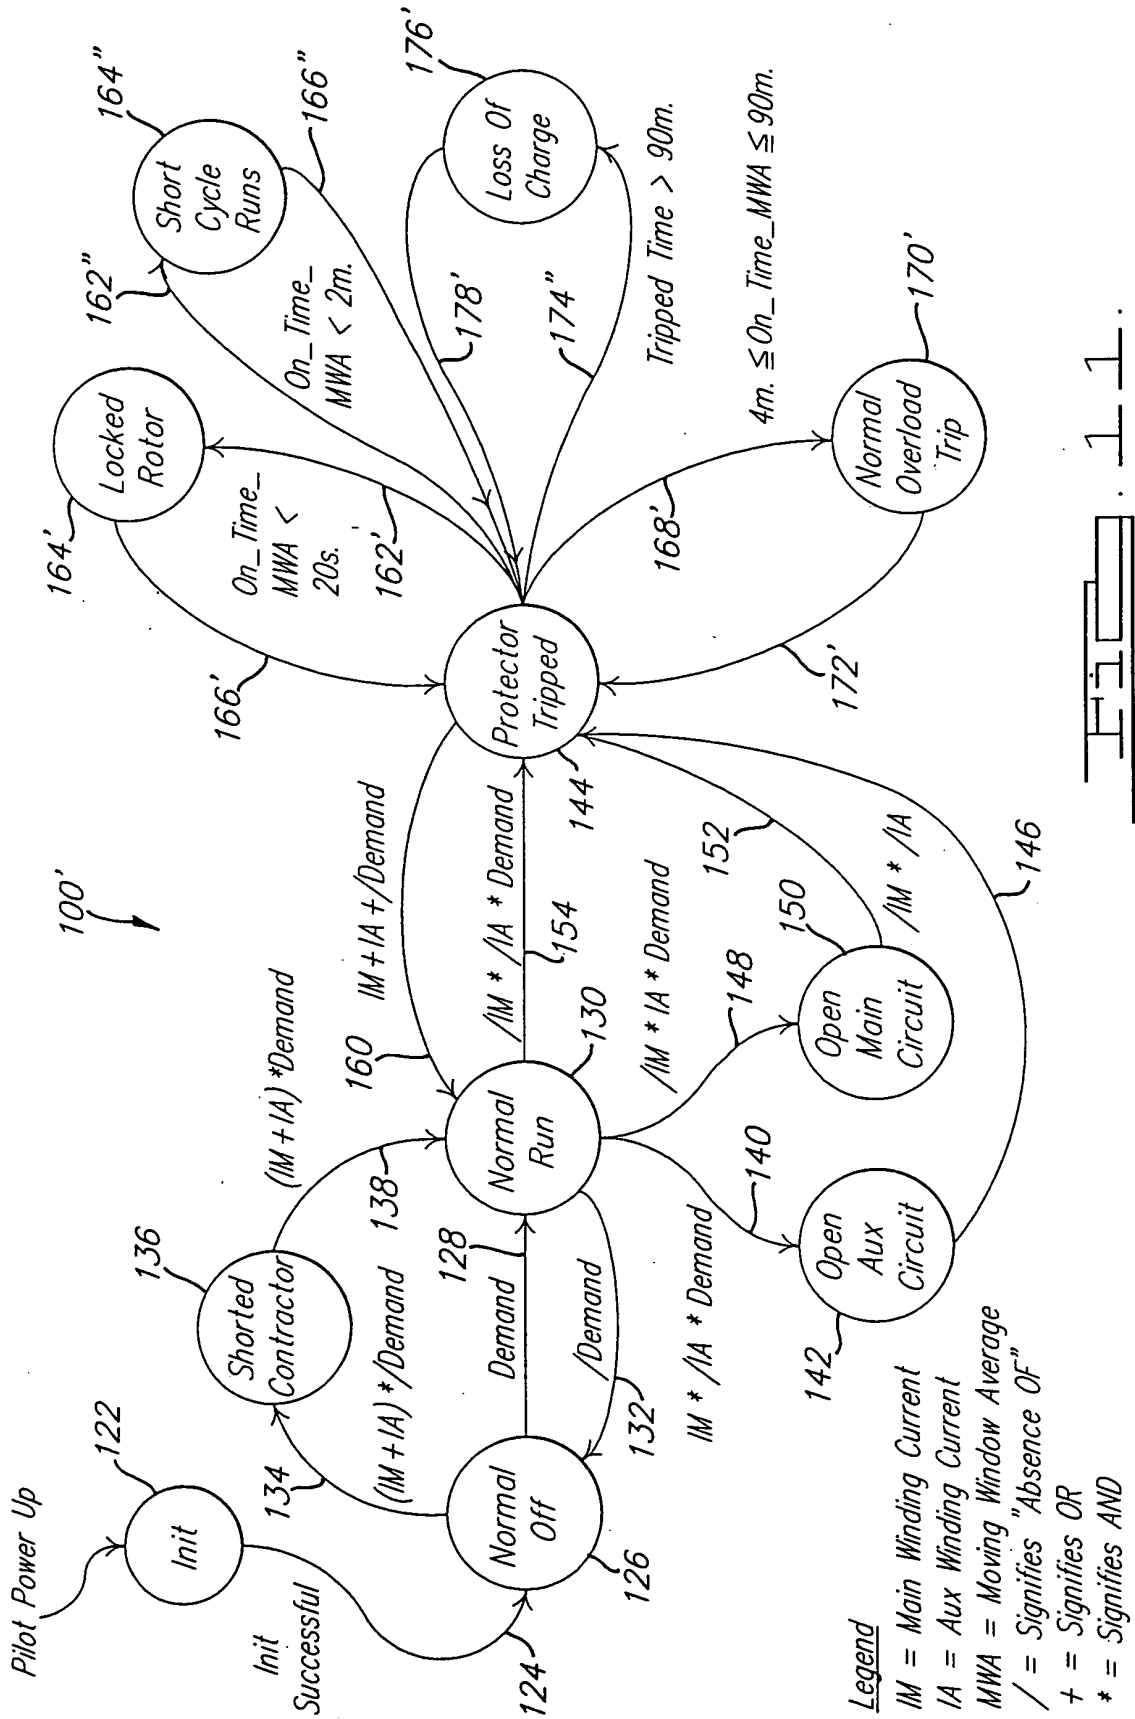 100'
Pilot Power Up
122
Init
Init
Successful
124
Normal
Off
126
134
(IM + IA) */Demand
Shorted
Contractor
136
(IM + IA) *Demand
138
128
Demand
/Demand
132
Normal
Run
130
160
IM + IA + /Demand
/IM * /IA * Demand
154
/IM * IA * Demand
148
140
IM * /IA * Demand
Open
Aux
Circuit
142
Open
Main
Circuit
150
152
/IM * /IA
146
Protector
Tripped
144
164'
Locked
Rotor
166'
On_Time_
MWA <
20s.
162'
162"
Short
Cycle
Runs
164"
166"
On_Time_
MWA < 2m.
176'
Loss Of
Charge
178'
174"
Tripped Time > 90m.
4m. ≤ On_Time_MWA ≤ 90m.
168'
Normal
Overload
Trip
170'
172'
Legend
IM = Main Winding Current
IA = Aux Winding Current
MWA = Moving Window Average
/ = Signifies "Absence OF"
+ = Signifies OR
* = Signifies AND
Fig. 11.